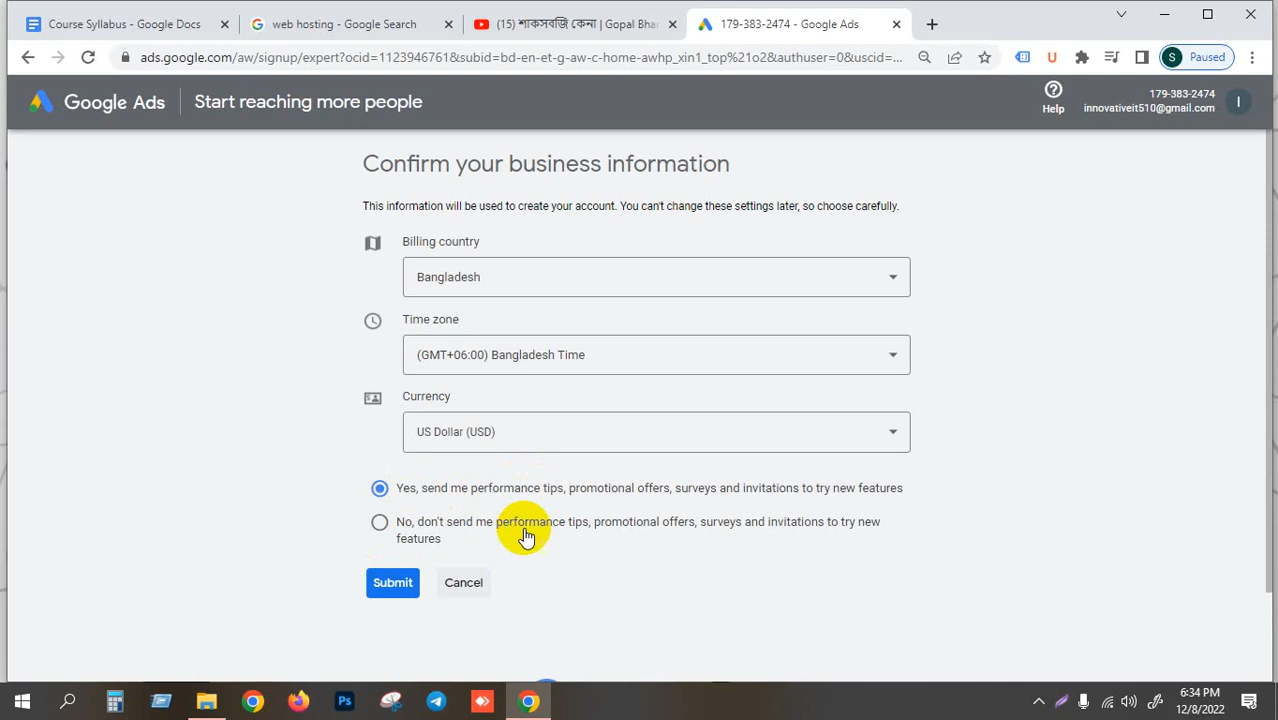 Course Syllabus - Google Docs
web hosting - Google Search
(15) শাকসবজি কেনা | Gopal Bha
179-383-2474 - Google Ads
ads.google.com/aw/signup/expert?ocid=1123946761&subid=bd-en-et-g-aw-c-home-awhp_xin1_top%21o2&authuser=0&uscid=...
S
Paused
Google Ads
Start reaching more people
Help
179-383-2474
innovativeit510@gmail.com
I
Confirm your business information
This information will be used to create your account. You can't change these settings later, so choose carefully.
Billing country
Bangladesh
Time zone
(GMT+06:00) Bangladesh Time
Currency
US Dollar (USD)
Yes, send me performance tips, promotional offers, surveys and invitations to try new features
No, don't send me performance tips, promotional offers, surveys and invitations to try new
features
Submit
Cancel
Ps
6:34 PM
12/8/2022